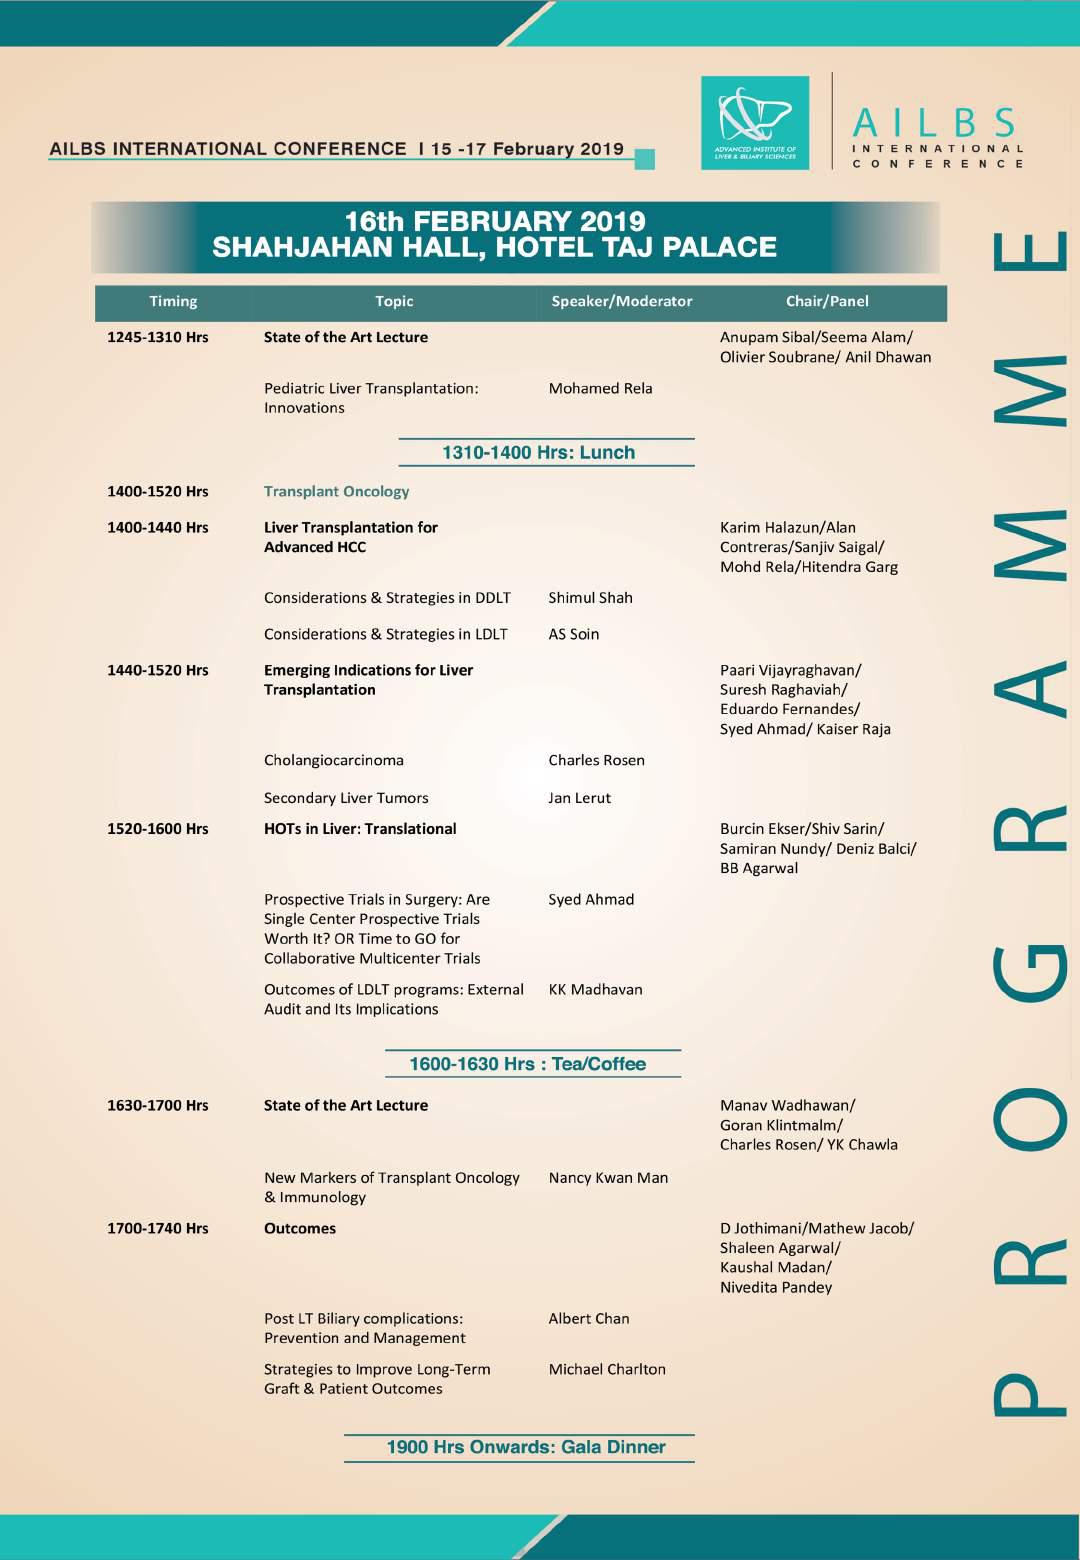 AILBS INTERNATIONAL CONFERENCE I 15 -17 February 2019
ADVANCED INSTITUTE OF
LIVER & BILIARY SCIENCES
AILBS
INTERNATIONAL
CONFERENCE
16th FEBRUARY 2019
SHAHJAHAN HALL, HOTEL TAJ PALACE
Timing Topic Speaker/Moderator Chair/Panel
1245-1310 Hrs State of the Art Lecture Anupam Sibal/Seema Alam/
Olivier Soubrane/ Anil Dhawan
Pediatric Liver Transplantation: Mohamed Rela
Innovations
1310-1400 Hrs: Lunch
1400-1520 Hrs Transplant Oncology
1400-1440 Hrs Liver Transplantation for Karim Halazun/Alan
Advanced HCC Contreras/Sanjiv Saigal/
Mohd Rela/Hitendra Garg
Considerations & Strategies in DDLT Shimul Shah
Considerations & Strategies in LDLT AS Soin
1440-1520 Hrs Emerging Indications for Liver Paari Vijayraghavan/
Transplantation Suresh Raghaviah/
Eduardo Fernandes/
Syed Ahmad/ Kaiser Raja
Cholangiocarcinoma Charles Rosen
Secondary Liver Tumors Jan Lerut
1520-1600 Hrs HOTs in Liver: Translational Burcin Ekser/Shiv Sarin/
Samiran Nundy/ Deniz Balci/
BB Agarwal
Prospective Trials in Surgery: Are Syed Ahmad
Single Center Prospective Trials
Worth It? OR Time to GO for
Collaborative Multicenter Trials
Outcomes of LDLT programs: External KK Madhavan
Audit and Its Implications
1600-1630 Hrs : Tea/Coffee
1630-1700 Hrs State of the Art Lecture Manav Wadhawan/
Goran Klintmalm/
Charles Rosen/ YK Chawla
New Markers of Transplant Oncology Nancy Kwan Man
& Immunology
1700-1740 Hrs Outcomes D Jothimani/Mathew Jacob/
Shaleen Agarwal/
Kaushal Madan/
Nivedita Pandey
Post LT Biliary complications: Albert Chan
Prevention and Management
Strategies to Improve Long-Term Michael Charlton
Graft & Patient Outcomes
1900 Hrs Onwards: Gala Dinner
PROGRAMME